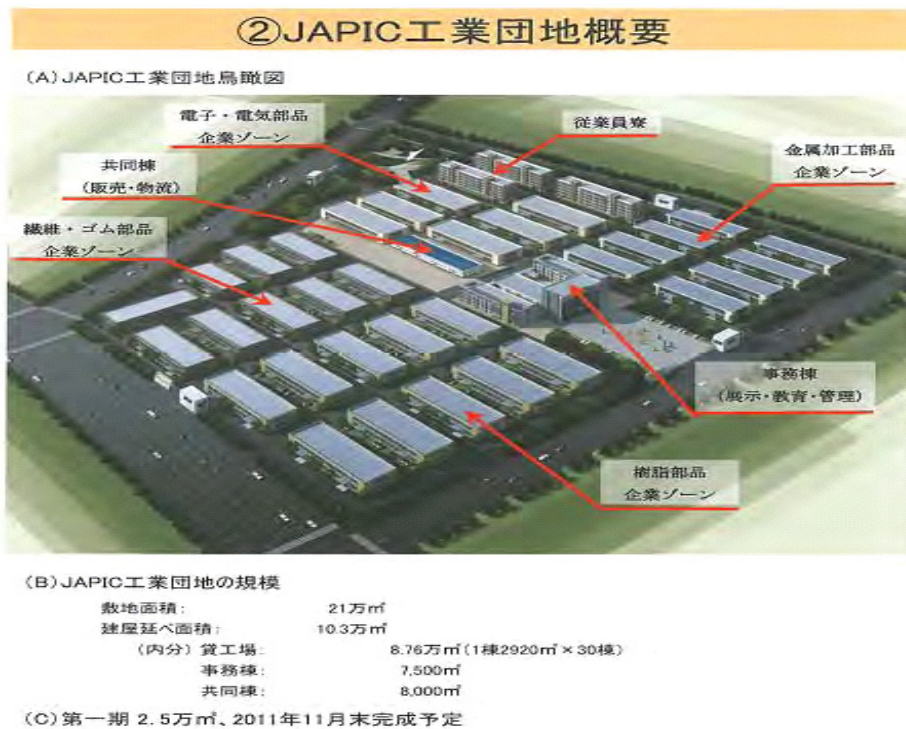 ②JAPIC工業団地概要
(A)JAPIC工業団地鳥瞰図
電子・電気部品
企業ゾーン
従業員寮
共同棟
(販売・物流)
金属加工部品
企業ゾーン
繊維・ゴム部品
企業ゾーン
事務棟
(展示・教育・管理)
樹脂部品
企業ゾーン
(B)JAPIC工業団地の規模
敷地面積: 21万㎡
建屋延べ面積: 10.3万㎡
(内分) 貸工場: 8.76万㎡(1棟2920㎡×30棟)
事務棟: 7,500㎡
共同棟: 8,000㎡
(C)第一期 2.5万㎡、2011年11月末完成予定